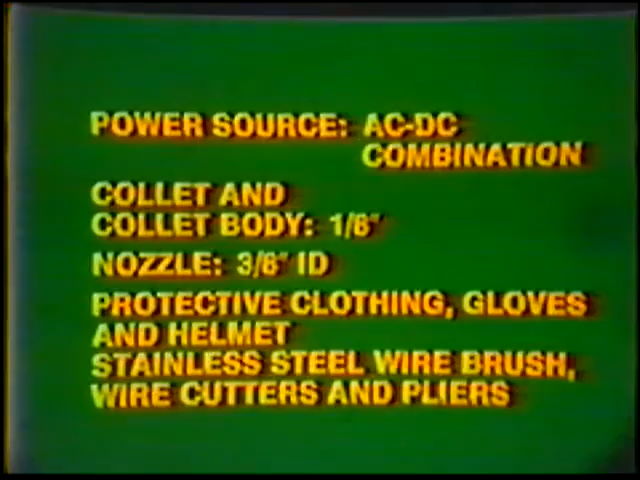 POWER SOURCE: AC-DC
COMBINATION
COLLET AND
COLLET BODY: 1/8"
NOZZLE: 3/8" ID
PROTECTIVE CLOTHING, GLOVES
AND HELMET
STAINLESS STEEL WIRE BRUSH,
WIRE CUTTERS AND PLIERS